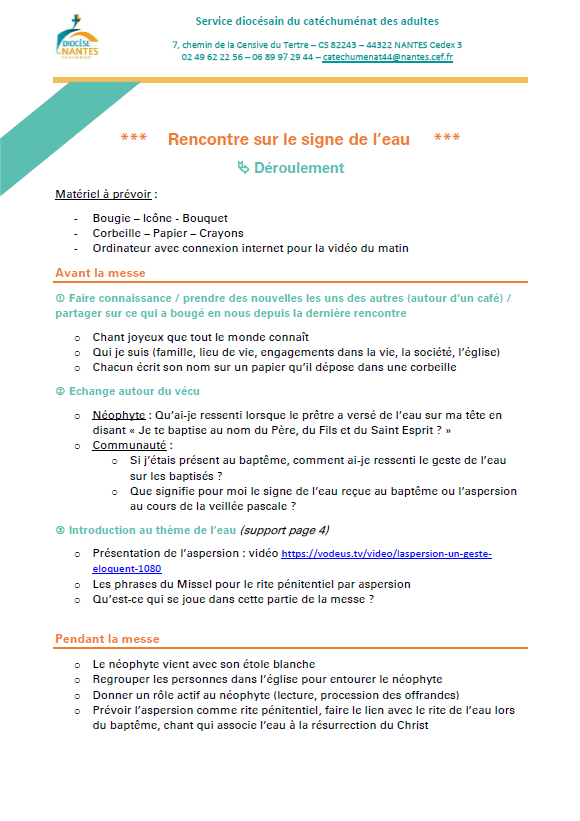 Service diocésain du catéchuménat des adultes
DIOCÈSE
DE NANTES
7, chemin de la Censive du Tertre – CS 82243 – 44322 NANTES Cedex 3
02 49 62 22 56 – 06 89 97 29 44 – catechumenat44@nantes.cef.fr
*** Rencontre sur le signe de l’eau ***
Déroulement
Matériel à prévoir :
- Bougie – Icône - Bouquet
- Corbeille – Papier – Crayons
- Ordinateur avec connexion internet pour la vidéo du matin
Avant la messe
① Faire connaissance / prendre des nouvelles les uns des autres (autour d’un café) /
partager sur ce qui a bougé en nous depuis la dernière rencontre
o Chant joyeux que tout le monde connaît
o Qui je suis (famille, lieu de vie, engagements dans la vie, la société, l’église)
o Chacun écrit son nom sur un papier qu’il dépose dans une corbeille
② Echange autour du vécu
o Néophyte : Qu’ai-je ressenti lorsque le prêtre a versé de l’eau sur ma tête en
disant « Je te baptise au nom du Père, du Fils et du Saint Esprit ? »
o Communauté :
o Si j’étais présent au baptême, comment ai-je ressenti le geste de l’eau
sur les baptisés ?
o Que signifie pour moi le signe de l’eau reçue au baptême ou l’aspersion
au cours de la veillée pascale ?
③ Introduction au thème de l’eau (support page 4)
o Présentation de l’aspersion : vidéo https://vodeus.tv/video/laspersion-un-geste-
eloquent-1080
o Les phrases du Missel pour le rite pénitentiel par aspersion
o Qu’est-ce qui se joue dans cette partie de la messe ?
Pendant la messe
o Le néophyte vient avec son étole blanche
o Regrouper les personnes dans l’église pour entourer le néophyte
o Donner un rôle actif au néophyte (lecture, procession des offrandes)
o Prévoir l’aspersion comme rite pénitentiel, faire le lien avec le rite de l’eau lors
du baptême, chant qui associe l’eau à la résurrection du Christ